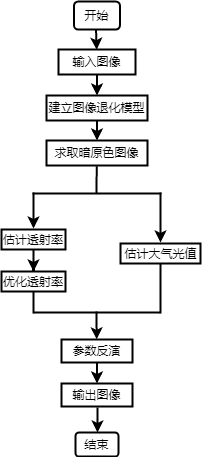 开始
输入图像
建立图像退化模型
求取暗原色图像
估计透射率
估计大气光值
优化透射率
参数反演
输出图像
结束